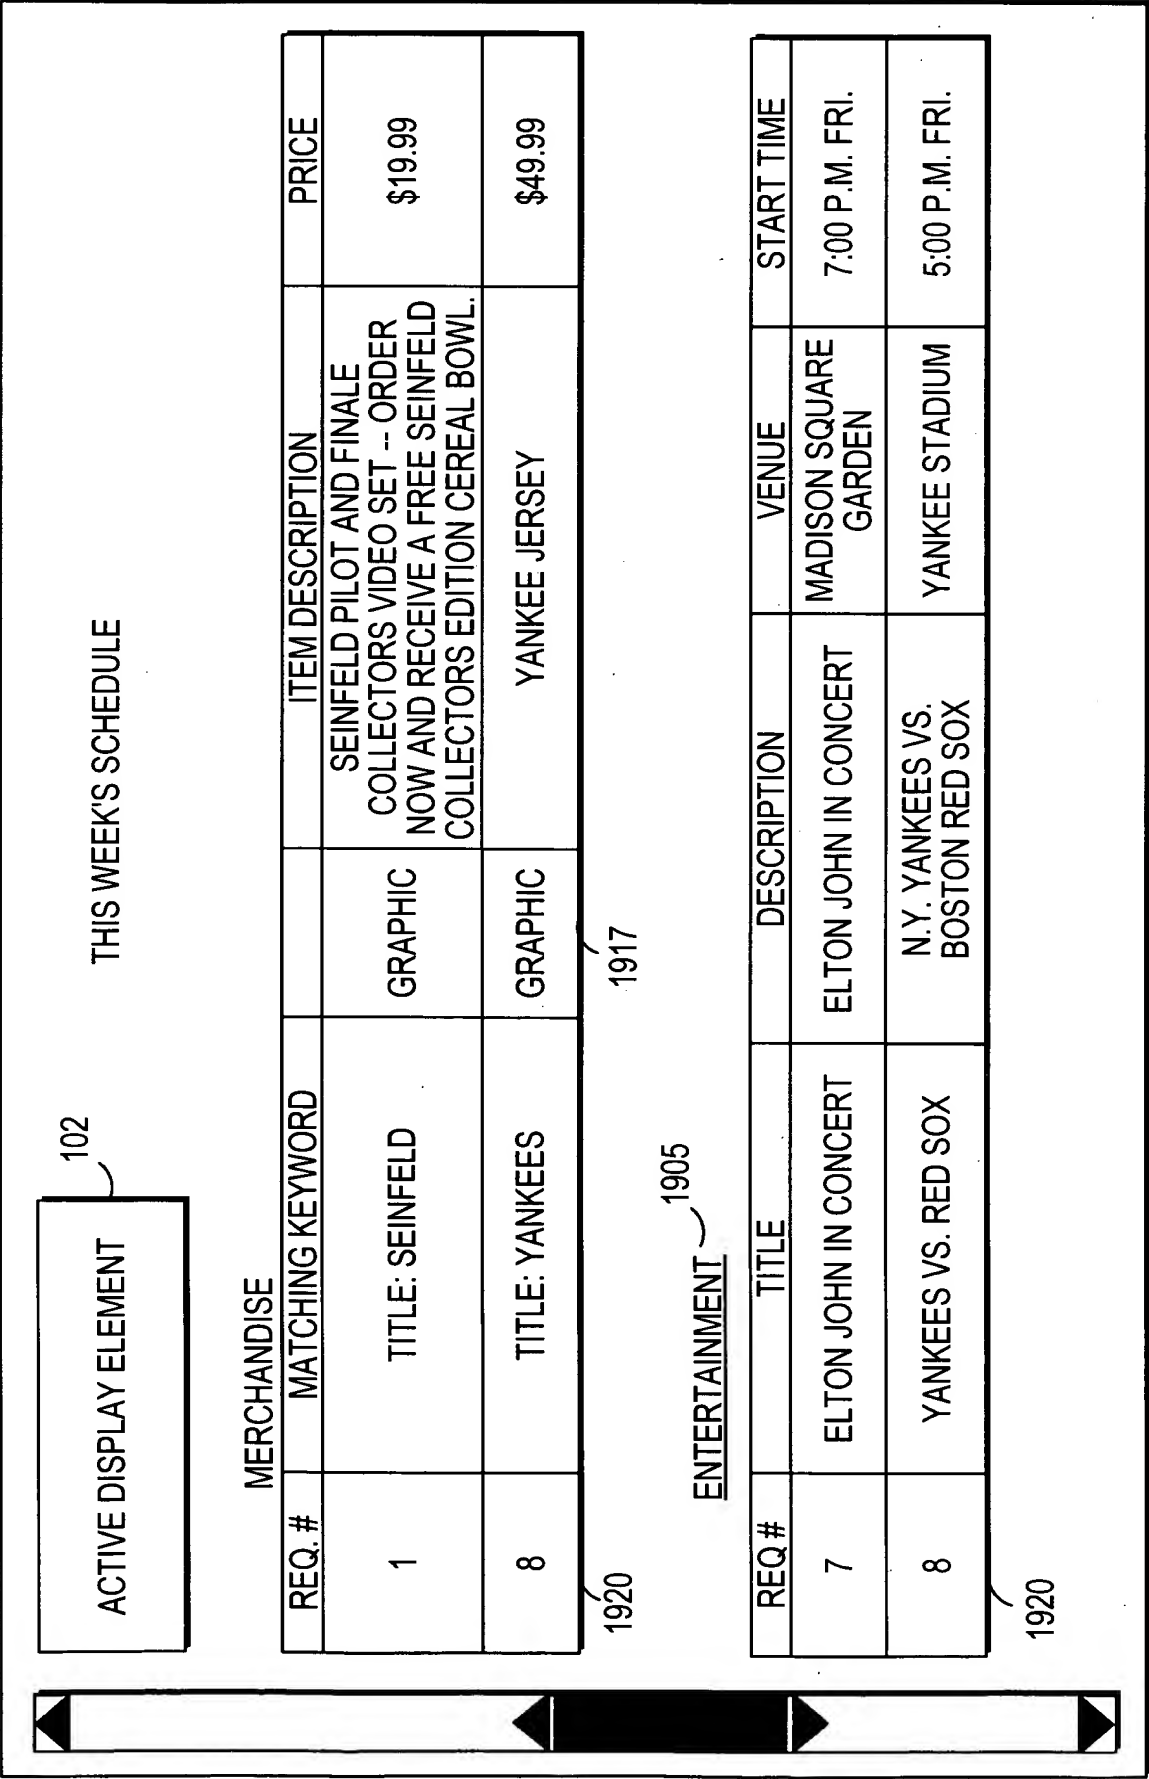 ACTIVE DISPLAY ELEMENT
102
THIS WEEK'S SCHEDULE
MERCHANDISE
REQ. # MATCHING KEYWORD ITEM DESCRIPTION PRICE
1 TITLE: SEINFELD GRAPHIC SEINFELD PILOT AND FINALE
COLLECTORS VIDEO SET -- ORDER
NOW AND RECEIVE A FREE SEINFELD
COLLECTORS EDITION CEREAL BOWL. $19.99
8 TITLE: YANKEES GRAPHIC YANKEE JERSEY $49.99
1920
1917
ENTERTAINMENT
1905
REQ # TITLE DESCRIPTION VENUE START TIME
7 ELTON JOHN IN CONCERT ELTON JOHN IN CONCERT MADISON SQUARE
GARDEN 7:00 P.M. FRI.
8 YANKEES VS. RED SOX N.Y. YANKEES VS.
BOSTON RED SOX YANKEE STADIUM 5:00 P.M. FRI.
1920